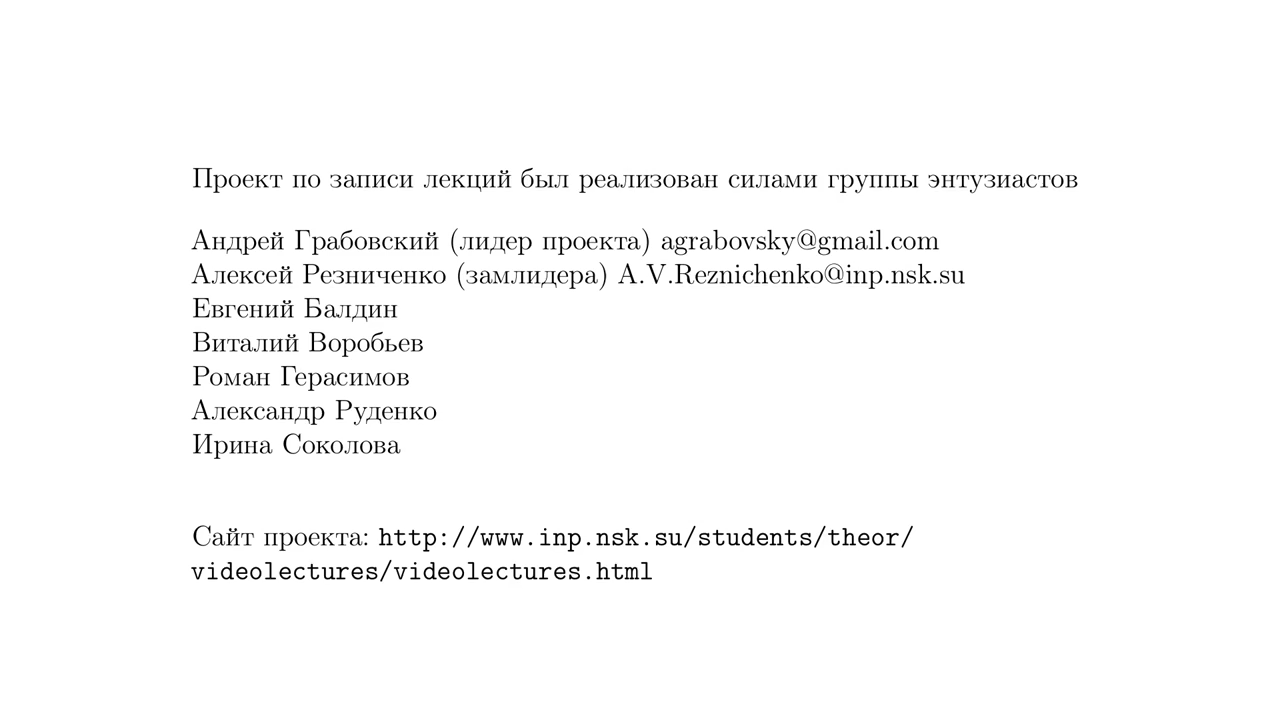 Проект по записи лекций был реализован силами группы энтузиастов
Андрей Грабовский (лидер проекта) agrabovsky@gmail.com
Алексей Резниченко (замлидера) A.V.Reznichenko@inp.nsk.su
Евгений Балдин
Виталий Воробьев
Роман Герасимов
Александр Руденко
Ирина Соколова
Сайт проекта: http://www.inp.nsk.su/students/theor/
videolectures/videolectures.html